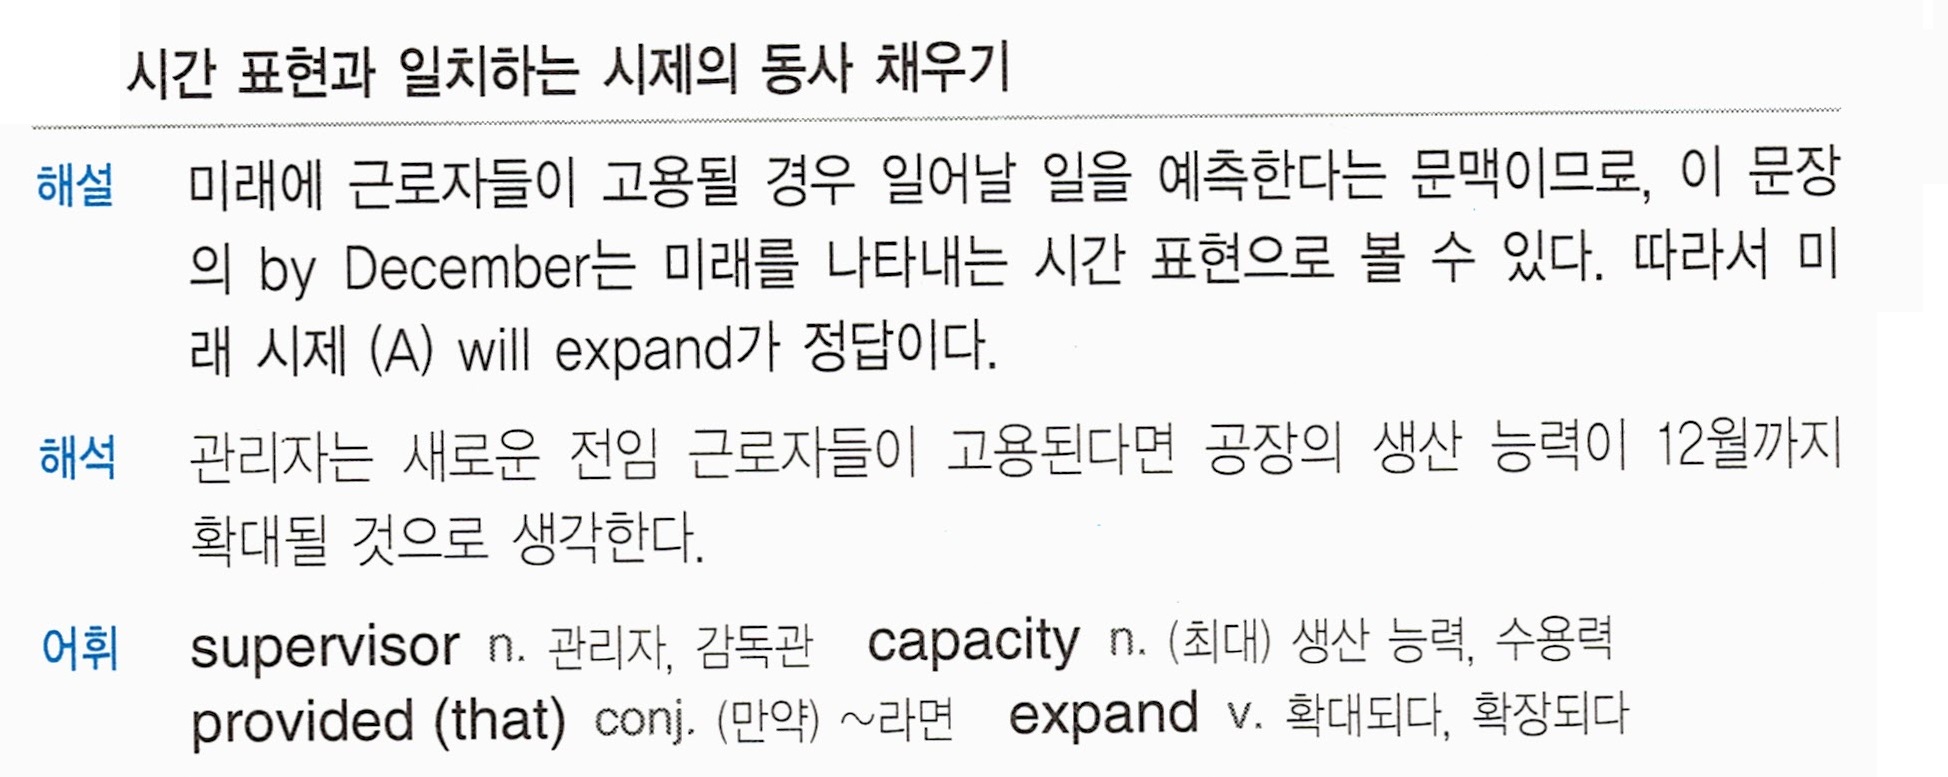 시간 표현과 일치하는 시제의 동사 채우기
해설 미래에 근로자들이 고용될 경우 일어날 일을 예측한다는 문맥이므로, 이 문장
의 by December는 미래를 나타내는 시간 표현으로 볼 수 있다. 따라서 미
래 시제 (A) will expand가 정답이다.
해석 관리자는 새로운 전임 근로자들이 고용된다면 공장의 생산 능력이 12월까지
확대될 것으로 생각한다.
어휘 supervisor n. 관리자, 감독관 capacity n. (최대) 생산 능력, 수용력
provided (that) conj. (만약) ~라면 expand v. 확대되다, 확장되다